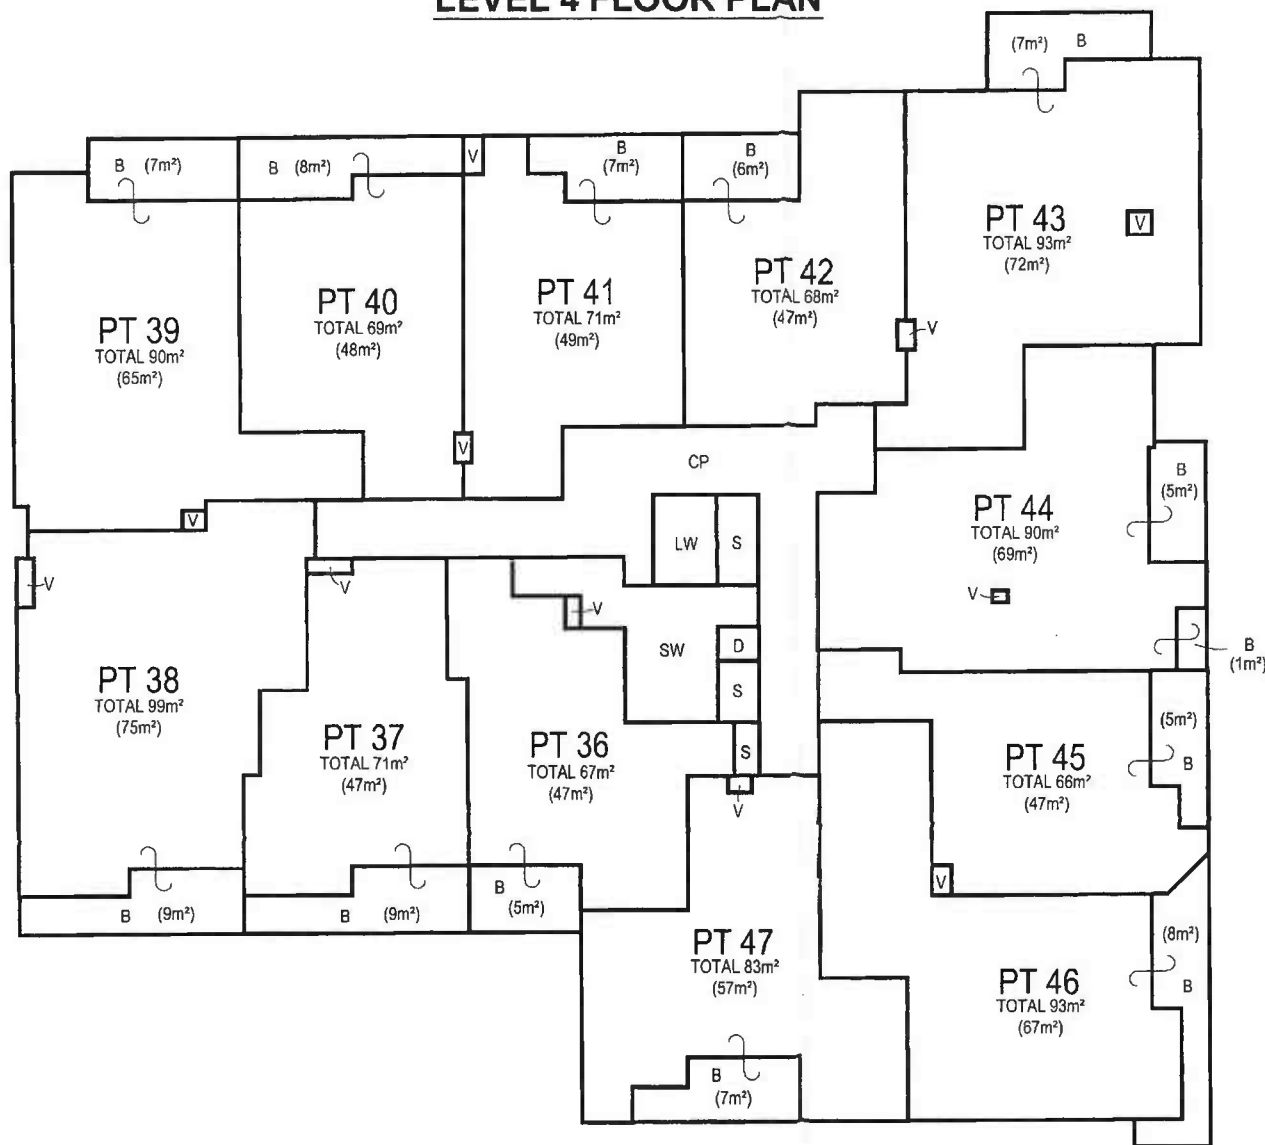 LEVEL 4 FLOOR PLAN
(7m²) B
B (7m²)
B (8m²)
V
B
(7m²)
B
(6m²)
PT 43
TOTAL 93m²
(72m²)
V
PT 42
TOTAL 68m²
(47m²)
PT 41
TOTAL 71m²
(49m²)
PT 40
TOTAL 69m²
(48m²)
PT 39
TOTAL 90m²
(65m²)
V
V
CP
B
(5m²)
PT 44
TOTAL 90m²
(69m²)
V
LW
S
V
V
V
V
SW
D
S
B
(1m²)
PT 38
TOTAL 99m²
(75m²)
PT 37
TOTAL 71m²
(47m²)
PT 36
TOTAL 67m²
(47m²)
S
V
(5m²)
B
PT 45
TOTAL 66m²
(47m²)
V
B (9m²)
B (9m²)
B
(5m²)
PT 47
TOTAL 83m²
(57m²)
(8m²)
B
PT 46
TOTAL 93m²
(67m²)
B
(7m²)